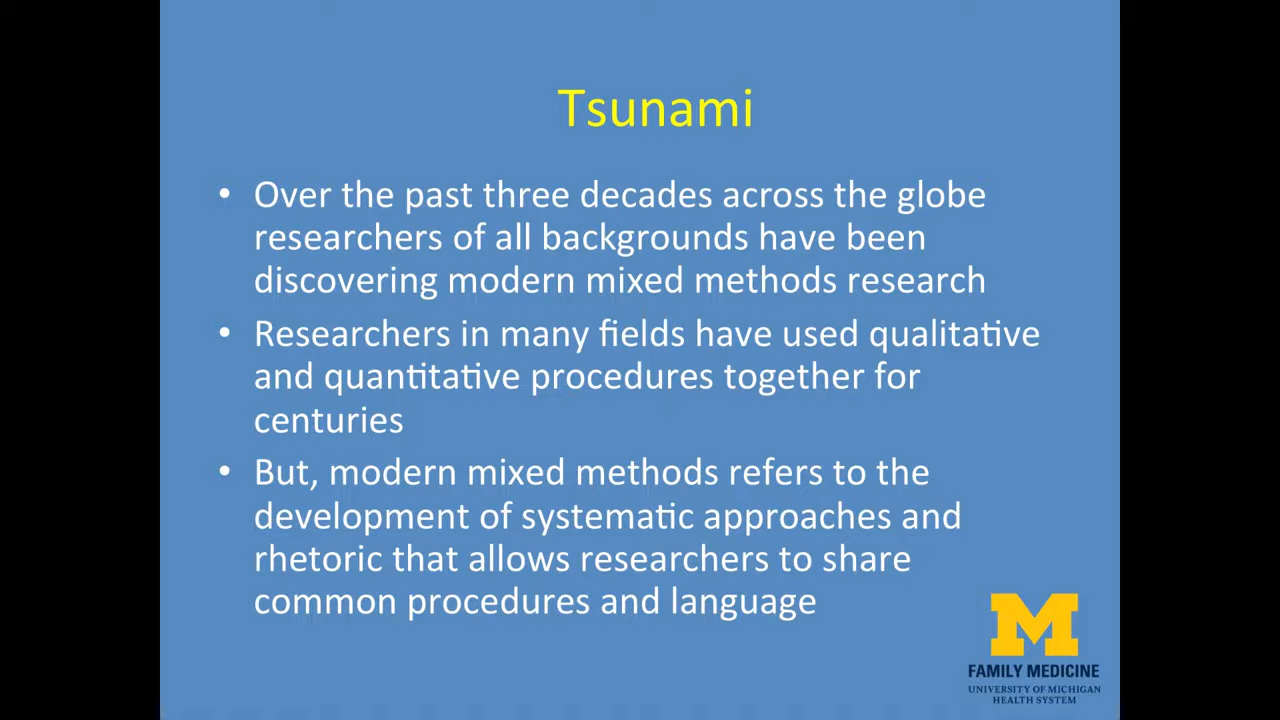 Tsunami
• Over the past three decades across the globe
researchers of all backgrounds have been
discovering modern mixed methods research
• Researchers in many fields have used qualitative
and quantitative procedures together for
centuries
• But, modern mixed methods refers to the
development of systematic approaches and
rhetoric that allows researchers to share
common procedures and language
M
FAMILY MEDICINE
UNIVERSITY OF MICHIGAN
HEALTH SYSTEM